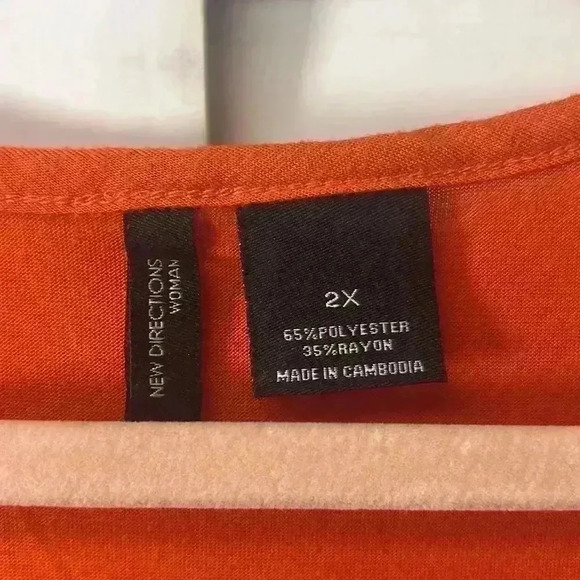 NEW DIRECTIONS
WOMAN
2X
65%POLYESTER
35%RAYON
MADE IN CAMBODIA